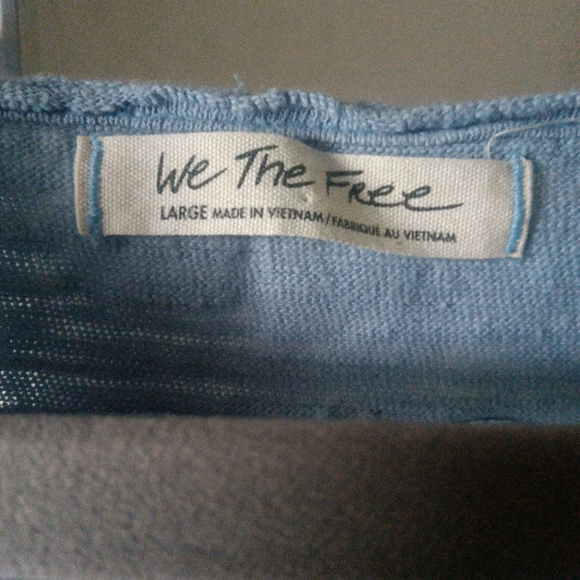 We The Free
LARGE MADE IN VIETNAM/FABRIQUÉ AU VIETNAM